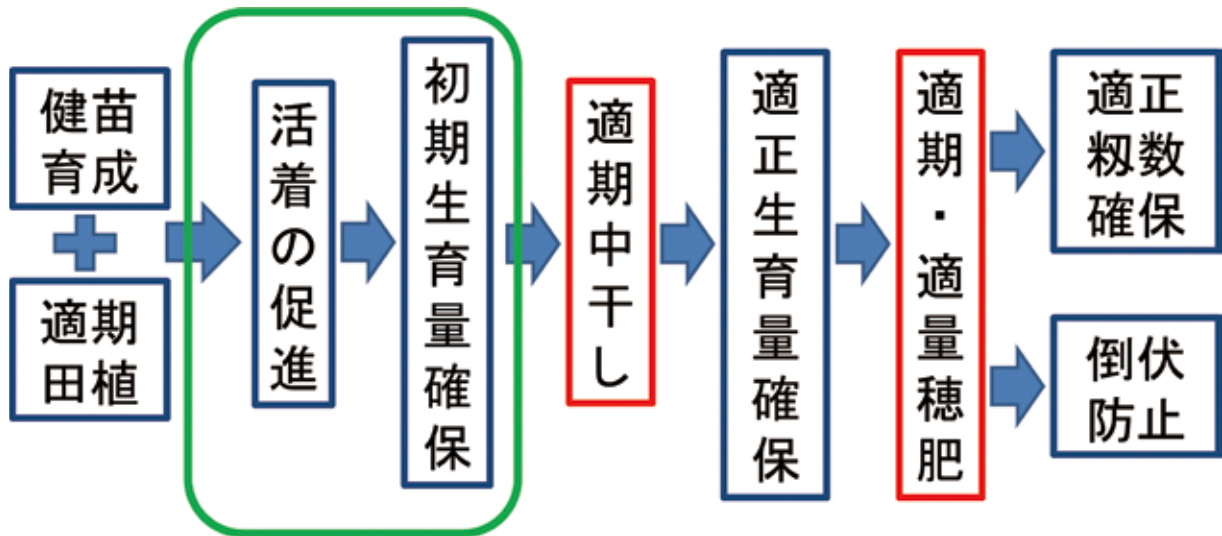 健苗
育成
適期
田植
活着の促進
初期生育量確保
適期中干し
適正生育量確保
適期・適量穂肥
適正
籾数
確保
倒伏
防止